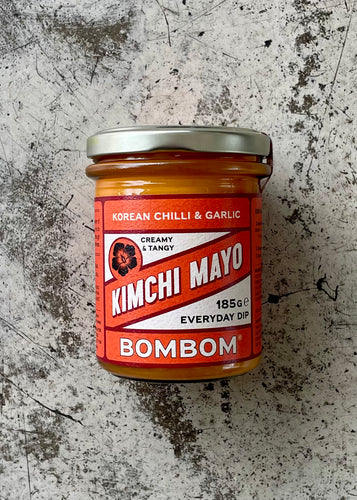 KOREAN CHILLI & GARLIC
CREAMY
& TANGY
KIMCHI MAYO
185G ℮
EVERYDAY DIP
BOMBOM®